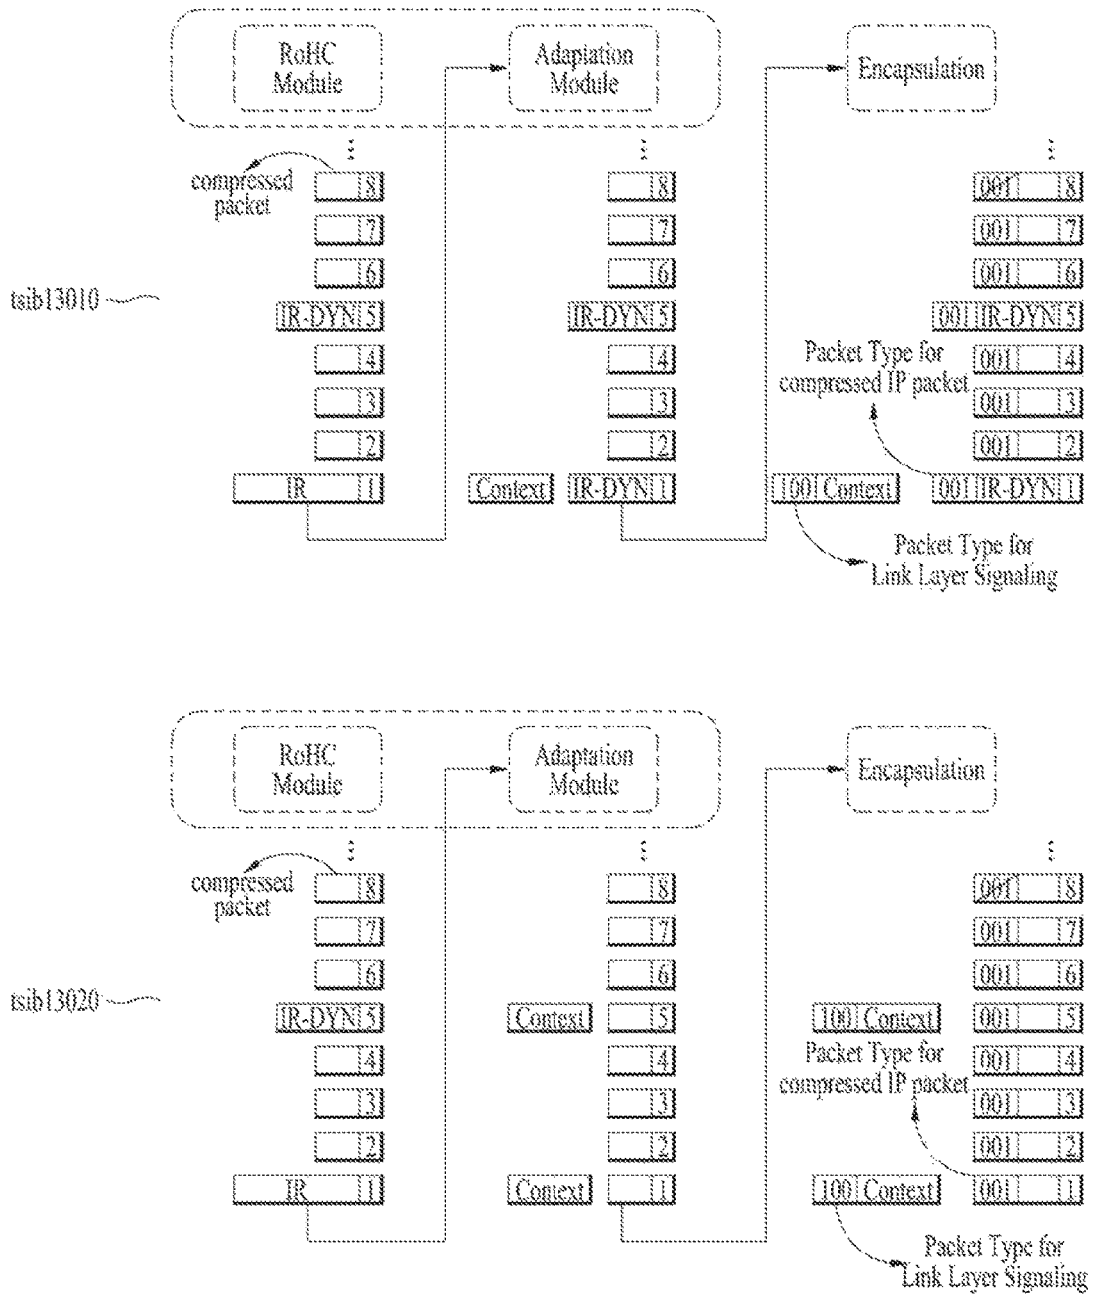 RoHC
Module
Adaptation
Module
Encapsulation
compressed
packet
8 8 001 8
7 7 001 7
6 6 001 6
tsib13010
IR-DYN 5 IR-DYN 5 001 IR-DYN 5
Packet Type for
compressed IP packet
4 4 001 4
3 3 001 3
2 2 001 2
IR 1 Context IR-DYN 1 100 Context 001 IR-DYN 1
Packet Type for
Link Layer Signaling
RoHC
Module
Adaptation
Module
Encapsulation
compressed
packet
8 8 001 8
7 7 001 7
6 6 001 6
tsib13020
IR-DYN 5 Context 5 100 Context 001 5
Packet Type for
compressed IP packet
4 4 001 4
3 3 001 3
2 2 001 2
IR 1 Context 1 100 Context 001 1
Packet Type for
Link Layer Signaling